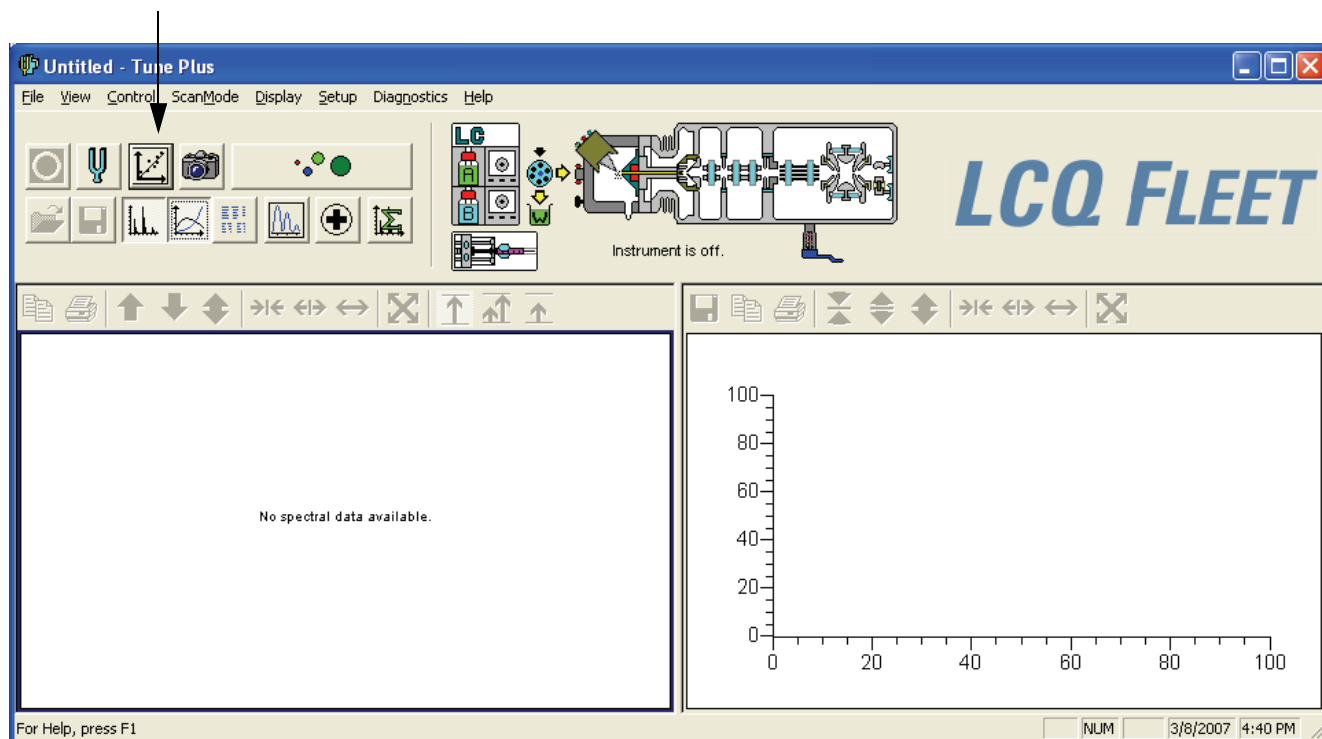 Untitled - Tune Plus
File View Control ScanMode Display Setup Diagnostics Help
LC
A
B
W
Instrument is off.
LCQ FLEET
No spectral data available.
100
80
60
40
20
0
0 20 40 60 80 100
For Help, press F1
NUM 3/8/2007 4:40 PM